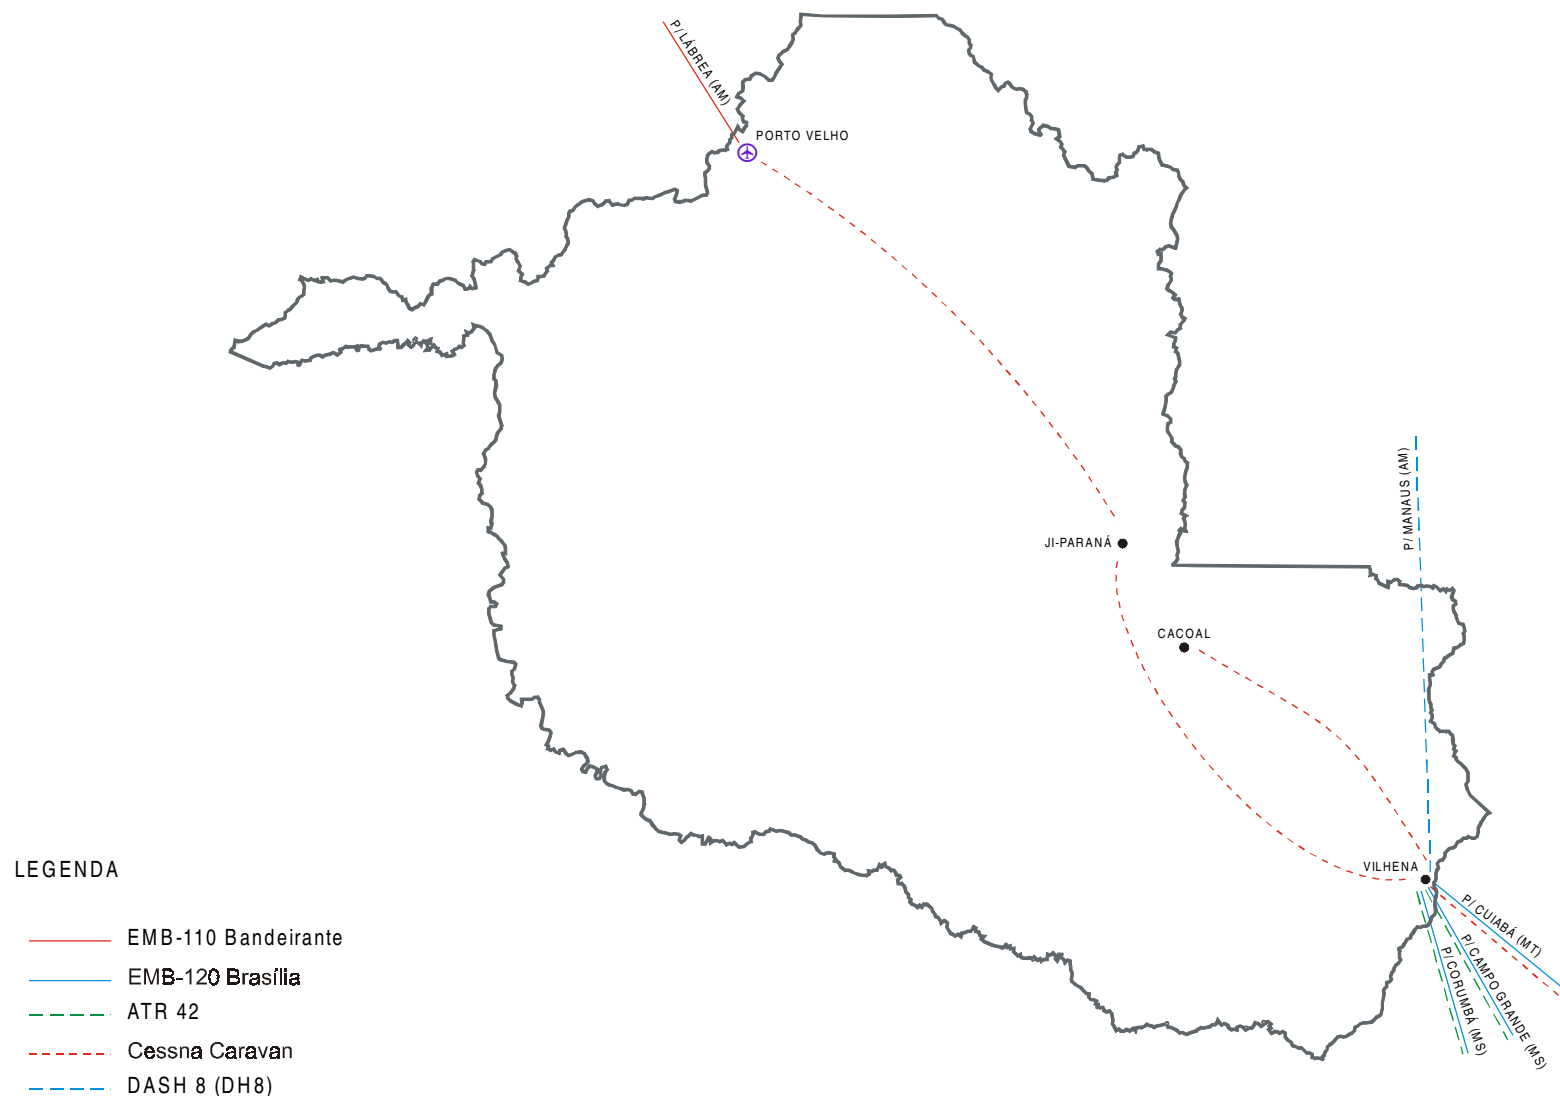 P/ LÁBREA (AM)
PORTO VELHO
P/ MANAUS (AM)
JI-PARANÁ
CACOAL
VILHENA
P/ CUIABÁ (MT)
P/ CAMPO GRANDE (MS)
P/ CORUMBÁ (MS)
LEGENDA
EMB-110 Bandeirante
EMB-120 Brasília
ATR 42
Cessna Caravan
DASH 8 (DH8)